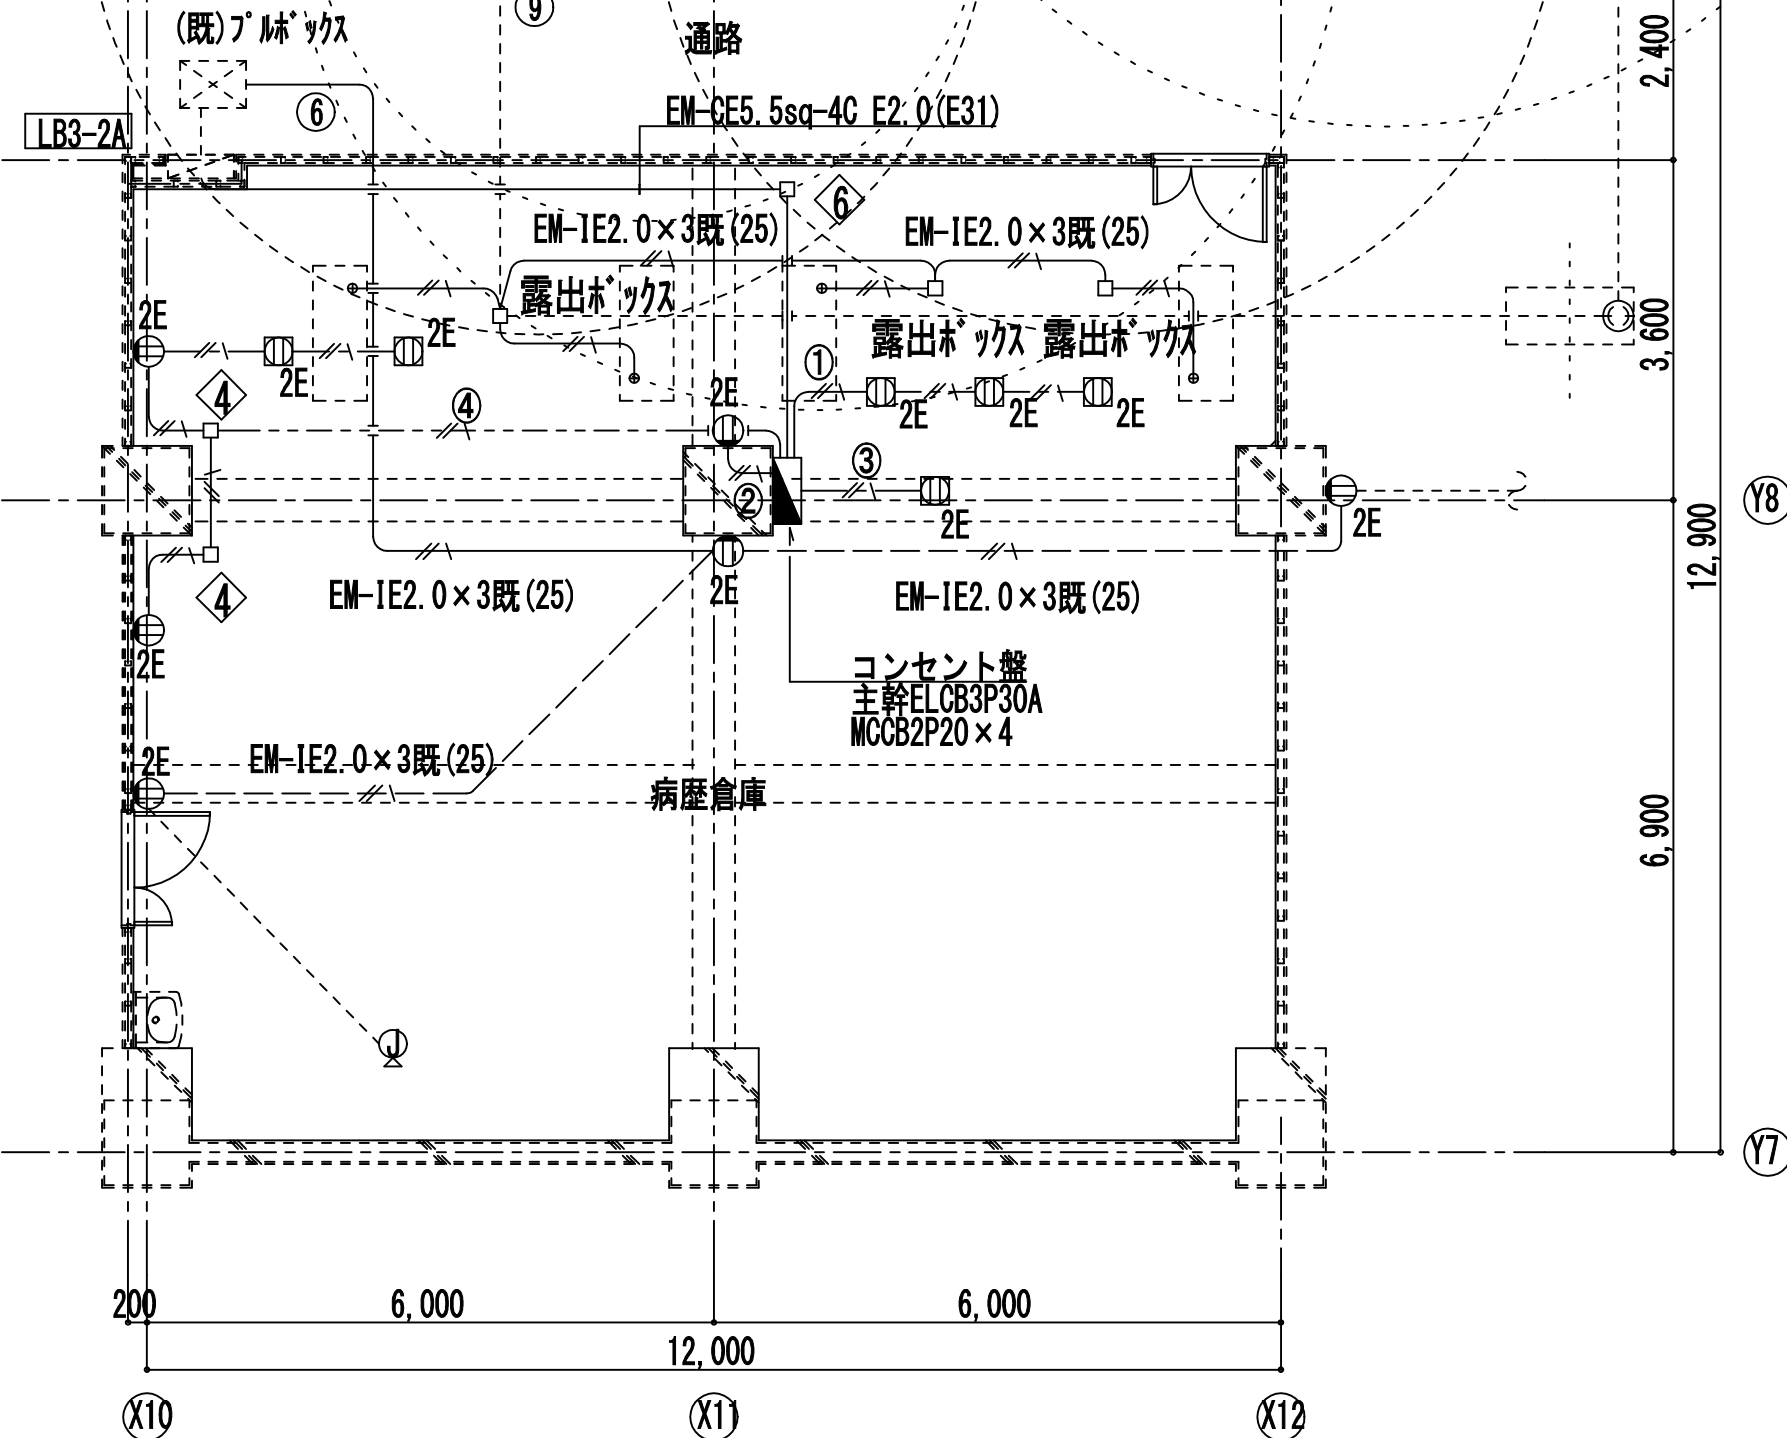 ⑨
(既)プルボックス
通路
2,400
⑥
EM-CE5.5sq-4C E2.0(E31)
LB3-2A
6
EM-IE2.0×3既(25)
EM-IE2.0×3既(25)
露出ボックス
2E
2E
露出ボックス
露出ボックス
3,600
①
2E
4
④
2E
2E
2E
2E
③
②
2E
2E
Y8
12,900
2E
EM-IE2.0×3既(25)
EM-IE2.0×3既(25)
4
2E
コンセント盤
主幹ELCB3P30A
MCCB2P20×4
EM-IE2.0×3既(25)
2E
病歴倉庫
6,900
J
Y7
200
6,000
6,000
12,000
X10
X11
X12